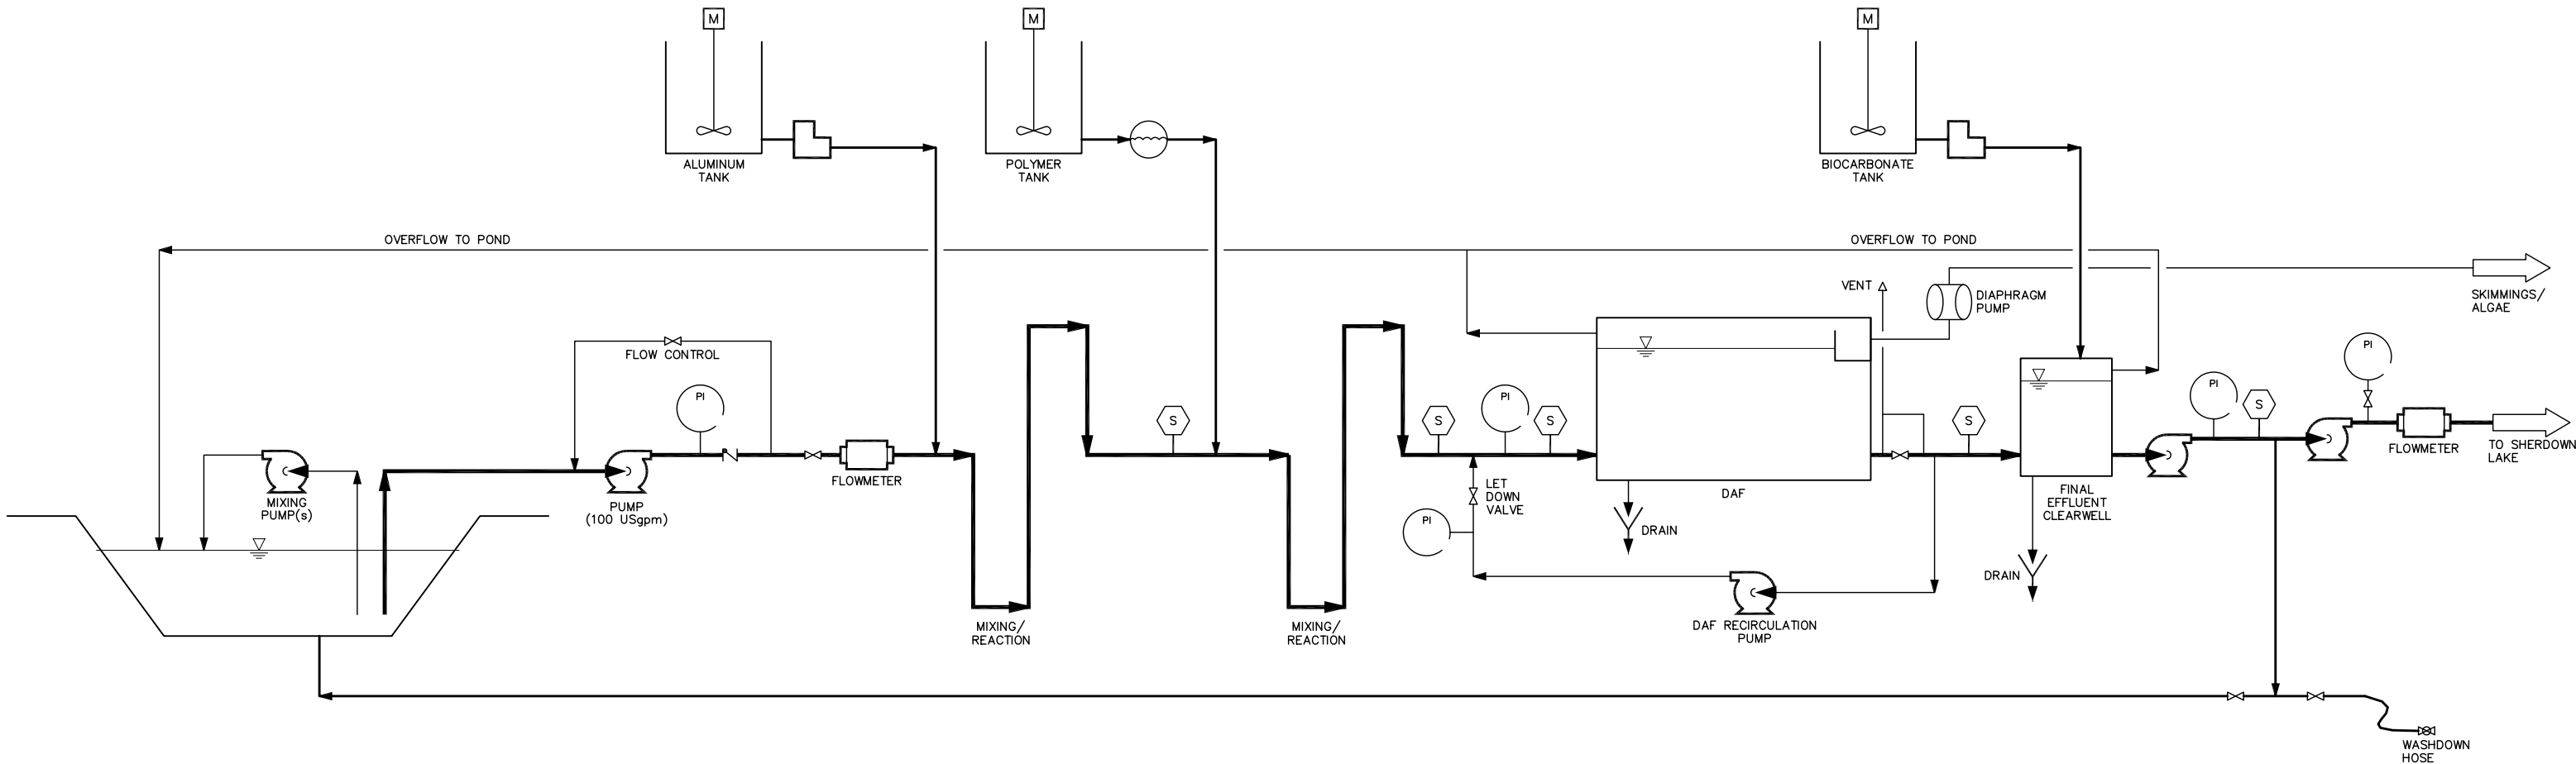 M
M
M
ALUMINUM
TANK
POLYMER
TANK
BIOCARBONATE
TANK
OVERFLOW TO POND
OVERFLOW TO POND
VENT
DIAPHRAGM
PUMP
SKIMMINGS/
ALGAE
FLOW CONTROL
PI
PI
PI
PI
S
S
S
S
S
MIXING
PUMP(s)
PUMP
(100 USgpm)
FLOWMETER
LET
DOWN
VALVE
DAF
FINAL
EFFLUENT
CLEARWELL
FLOWMETER
TO SHERDOWN
LAKE
PI
DRAIN
DRAIN
MIXING/
REACTION
MIXING/
REACTION
DAF RECIRCULATION
PUMP
WASHDOWN
HOSE